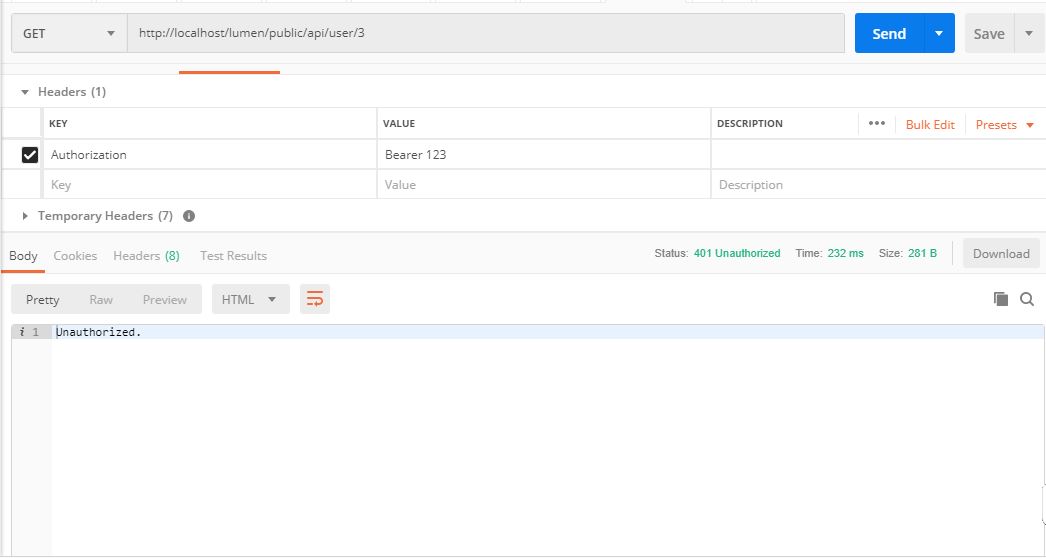 GET http://localhost/lumen/public/api/user/3 Send Save
Headers (1)
KEY VALUE DESCRIPTION ••• Bulk Edit Presets
Authorization Bearer 123
Key Value Description
Temporary Headers (7) i
Body Cookies Headers (8) Test Results Status: 401 Unauthorized Time: 232 ms Size: 281 B Download
Pretty Raw Preview HTML
i 1 Unauthorized.